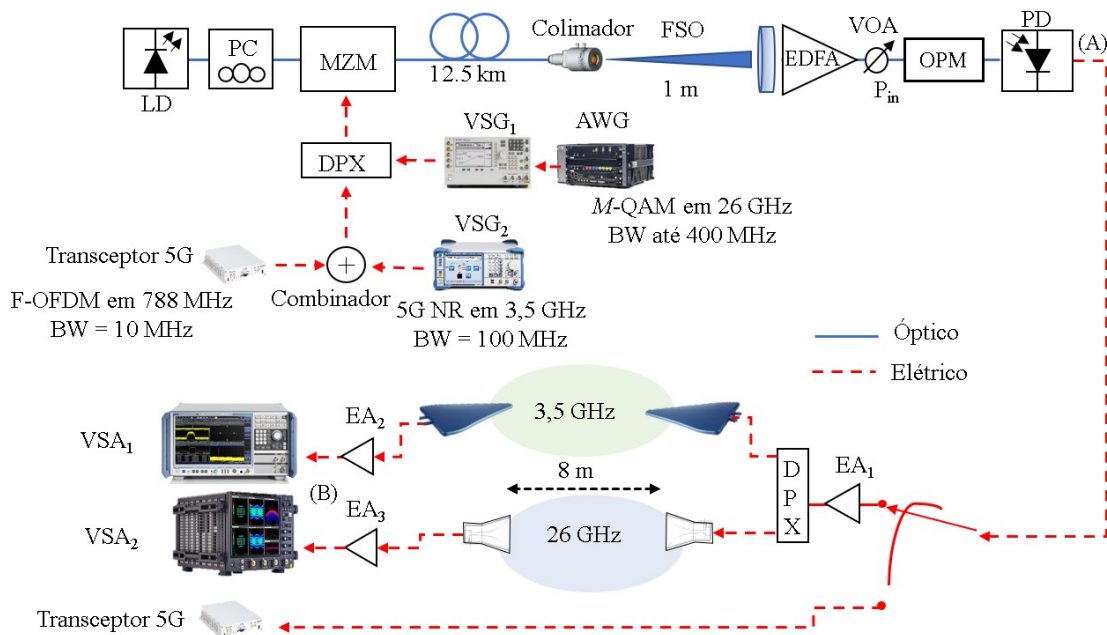 LD
PC
MZM
12.5 km
Colimador
FSO
1 m
EDFA
VOA
P_in
OPM
PD
(A)
DPX
VSG₁
AWG
M-QAM em 26 GHz
BW até 400 MHz
VSG₂
Transceptor 5G
Combinador
F-OFDM em 788 MHz
BW = 10 MHz
5G NR em 3,5 GHz
BW = 100 MHz
Óptico
Elétrico
VSA₁
EA₂
3,5 GHz
(B)
8 m
D
P
X
EA₁
VSA₂
EA₃
26 GHz
Transceptor 5G